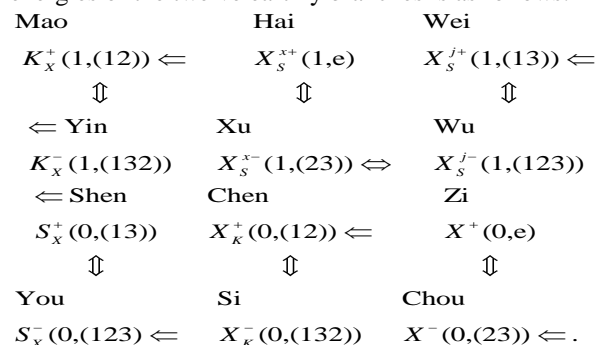 Mao Hai Wei
K_X^+(1,(12)) ⇐ X_S^{x+}(1,e) X_S^{j+}(1,(13)) ⇐
⇕ ⇕ ⇕
⇐ Yin Xu Wu
K_X^-(1,(132)) X_S^{x-}(1,(23)) ⇔ X_S^{j-}(1,(123))
⇐ Shen Chen Zi
S_X^+(0,(13)) X_K^+(0,(12)) ⇐ X^+(0,e)
⇕ ⇕ ⇕
You Si Chou
S_X^-(0,(123) ⇐ X_K^-(0,(132)) X^-(0,(23)) ⇐ .